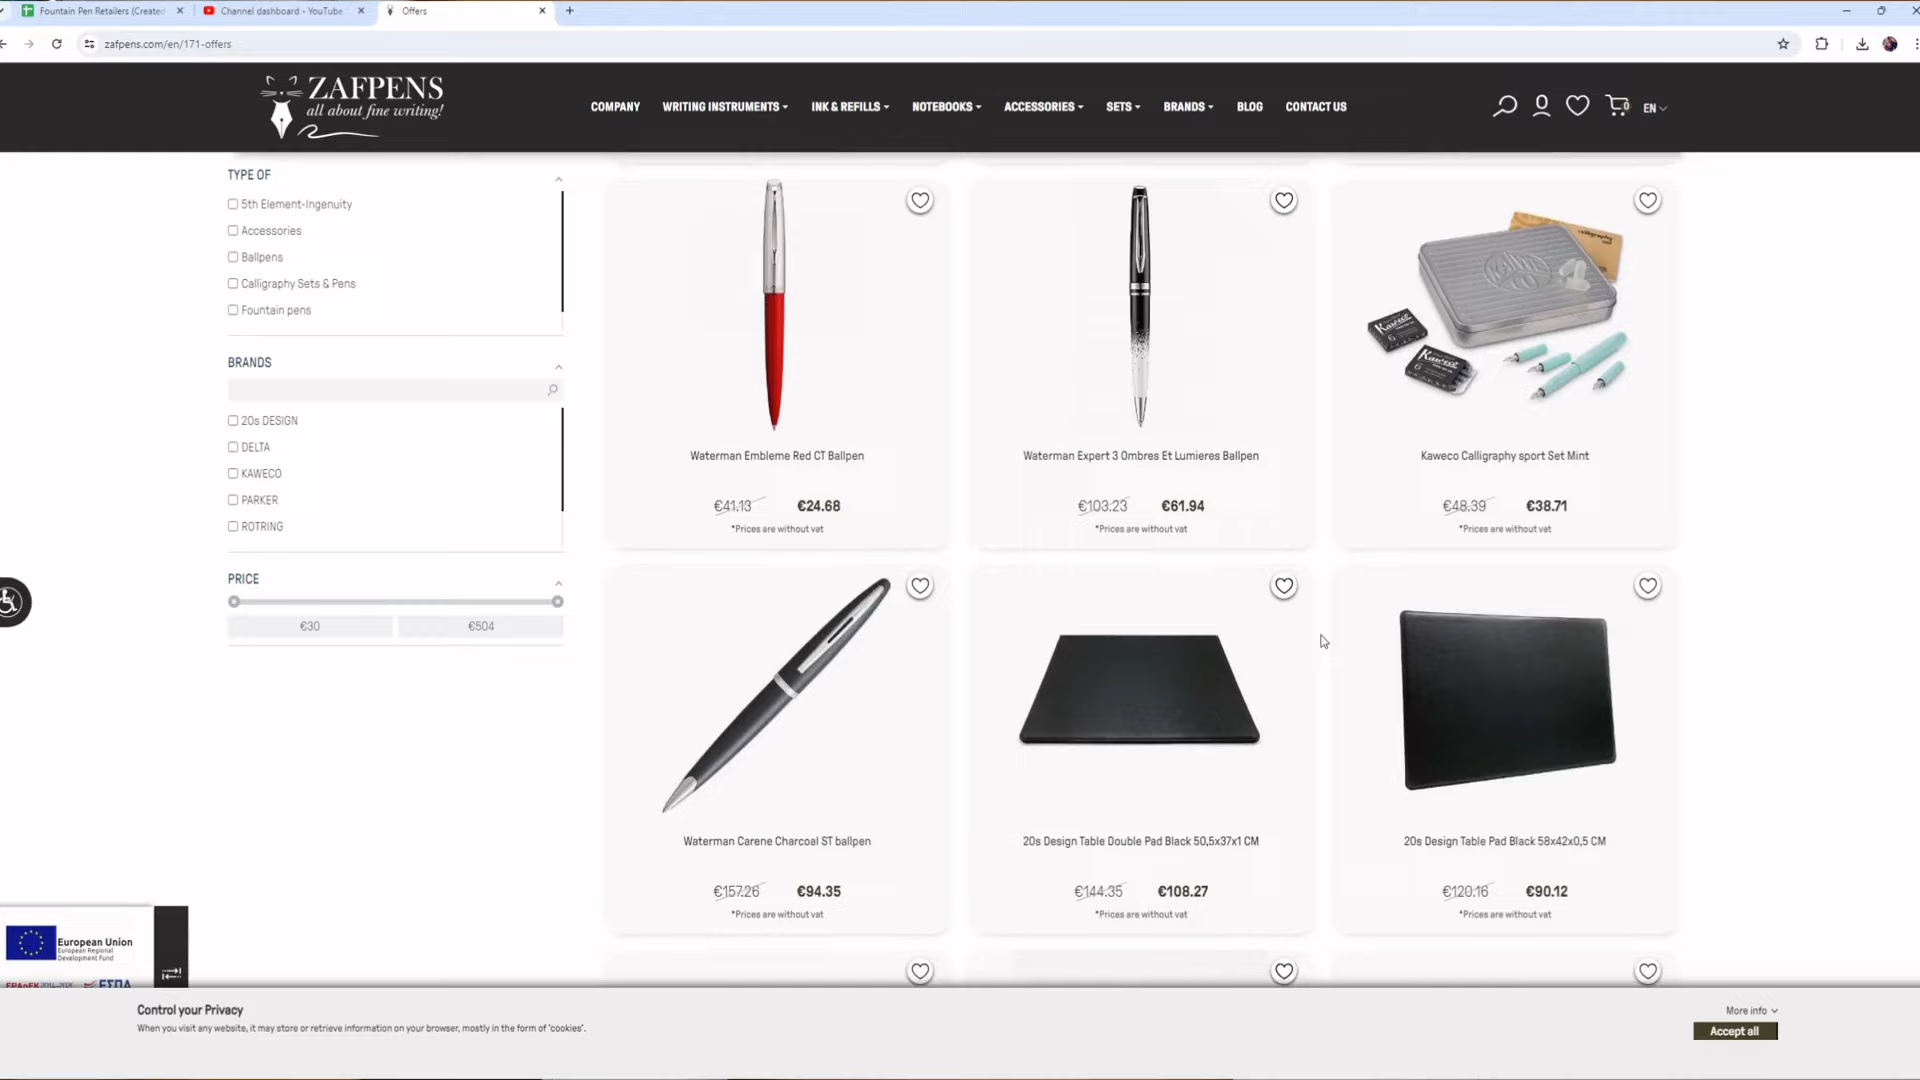 Fountain Pen Retailers (Created
Channel dashboard - YouTube
Offers
zafpens.com/en/171-offers
ZAFPENS
all about fine writing!
COMPANY
WRITING INSTRUMENTS
INK & REFILLS
NOTEBOOKS
ACCESSORIES
SETS
BRANDS
BLOG
CONTACT US
0
EN
TYPE OF
5th Element-Ingenuity
Accessories
Ballpens
Calligraphy Sets & Pens
Fountain pens
BRANDS
20s DESIGN
DELTA
KAWECO
PARKER
ROTRING
PRICE
€30
€504
Kaweco
Kaweco
6
6
Waterman Embleme Red CT Ballpen
€41.13 €24.68
*Prices are without vat
Waterman Expert 3 Ombres Et Lumieres Ballpen
€103.23 €61.94
*Prices are without vat
Kaweco Calligraphy sport Set Mint
€48.39 €38.71
*Prices are without vat
Waterman Carene Charcoal ST ballpen
€157.26 €94.35
*Prices are without vat
20s Design Table Double Pad Black 50,5x37x1 CM
€144.35 €108.27
*Prices are without vat
20s Design Table Pad Black 58x42x0,5 CM
€120.16 €90.12
*Prices are without vat
European Union
European Regional
Development Fund
Control your Privacy
When you visit any website, it may store or retrieve information on your browser, mostly in the form of 'cookies'.
More info
Accept all